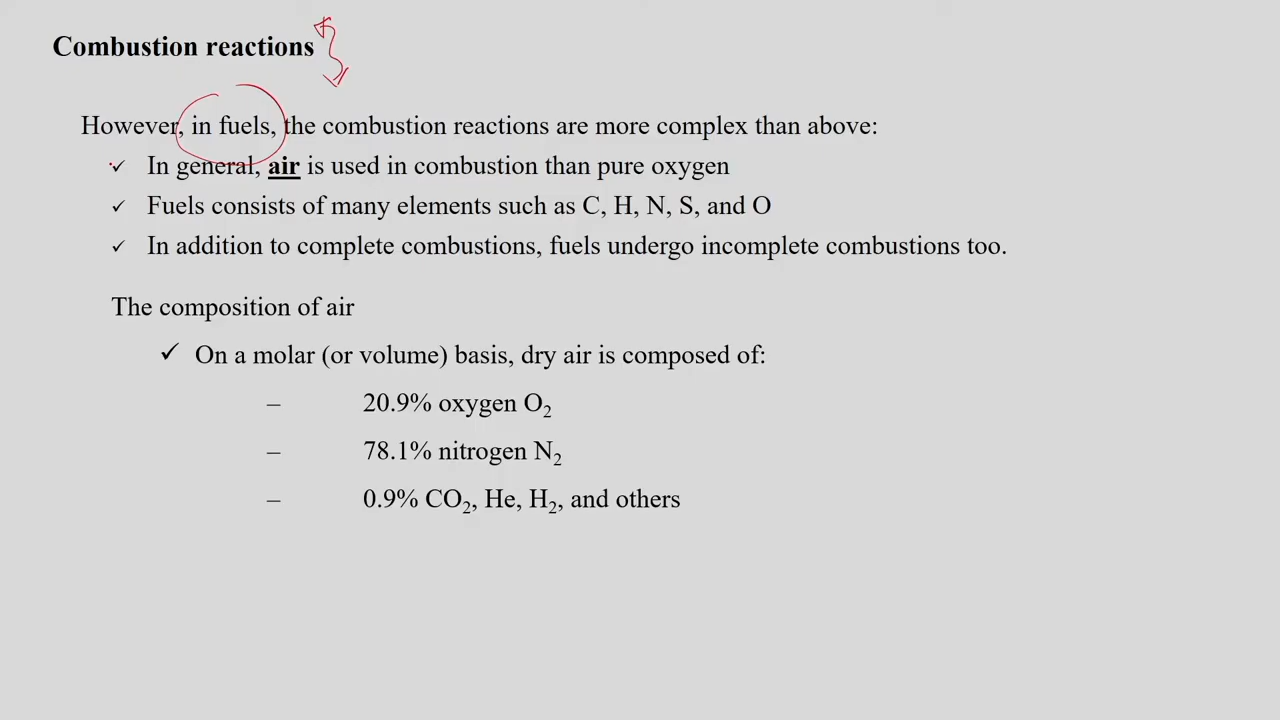 Combustion reactions
However, in fuels, the combustion reactions are more complex than above:
✓ In general, air is used in combustion than pure oxygen
✓ Fuels consists of many elements such as C, H, N, S, and O
✓ In addition to complete combustions, fuels undergo incomplete combustions too.
The composition of air
✓ On a molar (or volume) basis, dry air is composed of:
– 20.9% oxygen O₂
– 78.1% nitrogen N₂
– 0.9% CO₂, He, H₂, and others